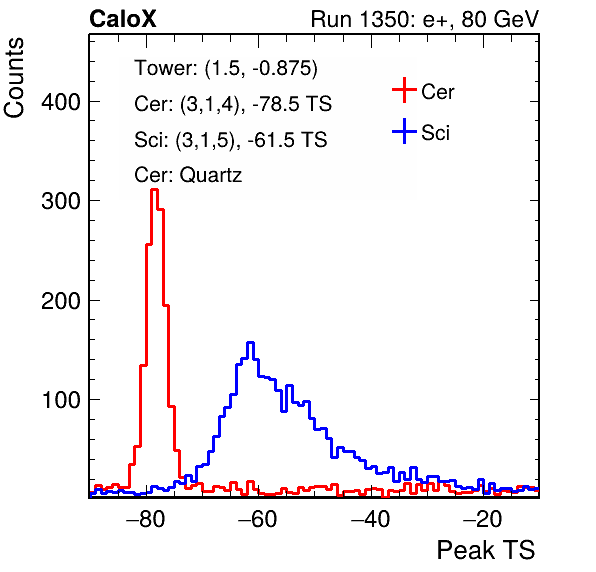 CaloX Run 1350: e+, 80 GeV
Counts
Tower: (1.5, -0.875)
Cer: (3,1,4), -78.5 TS
Sci: (3,1,5), -61.5 TS
Cer: Quartz
Cer
Sci
400
300
200
100
−80 −60 −40 −20
Peak TS